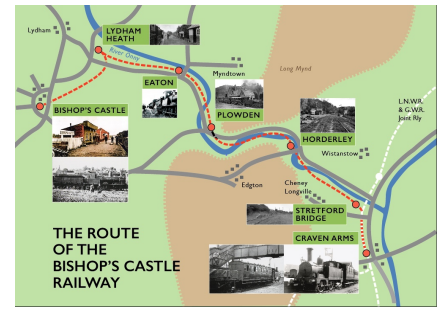 Lydham
LYDHAM
HEATH
River Onny
EATON
Myndtown
Long Mynd
BISHOP'S CASTLE
PLOWDEN
HORDERLEY
L.N.W.R.
& G.W.R.
Joint Rly
Wistanstow
Edgton
Cheney
Longville
STRETFORD
BRIDGE
CRAVEN ARMS
THE ROUTE
OF THE
BISHOP'S CASTLE
RAILWAY